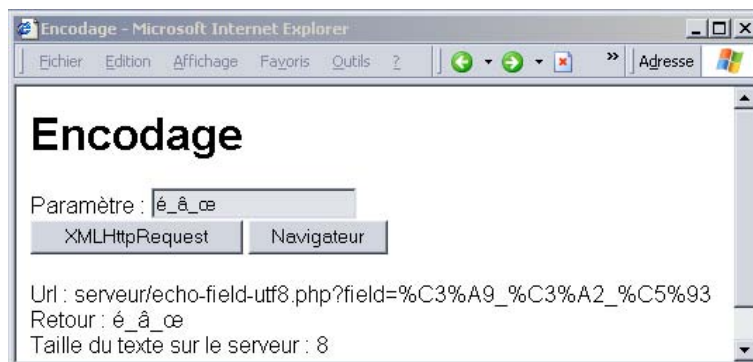 Encodage - Microsoft Internet Explorer
Fichier Edition Affichage Favoris Outils ? » Adresse
Encodage
Paramètre : é_â_œ
XMLHttpRequest Navigateur
Url : serveur/echo-field-utf8.php?field=%C3%A9_%C3%A2_%C5%93
Retour : é_â_œ
Taille du texte sur le serveur : 8